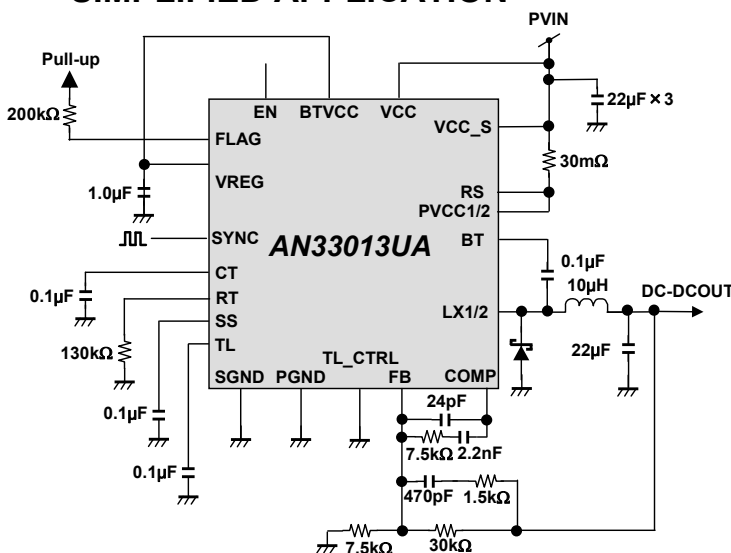 SIMPLIFIED APPLICATION
PVIN
Pull-up
200kΩ
EN
BTVCC
VCC
22µF×3
FLAG
VCC_S
30mΩ
VREG
1.0µF
RS
PVCC1/2
SYNC
AN33013UA
BT
0.1µF
CT
10µH
DC-DCOUT
0.1µF
RT
LX1/2
SS
130kΩ
TL
22µF
TL_CTRL
SGND
PGND
FB
COMP
24pF
0.1µF
7.5kΩ
2.2nF
0.1µF
470pF
1.5kΩ
7.5kΩ
30kΩ